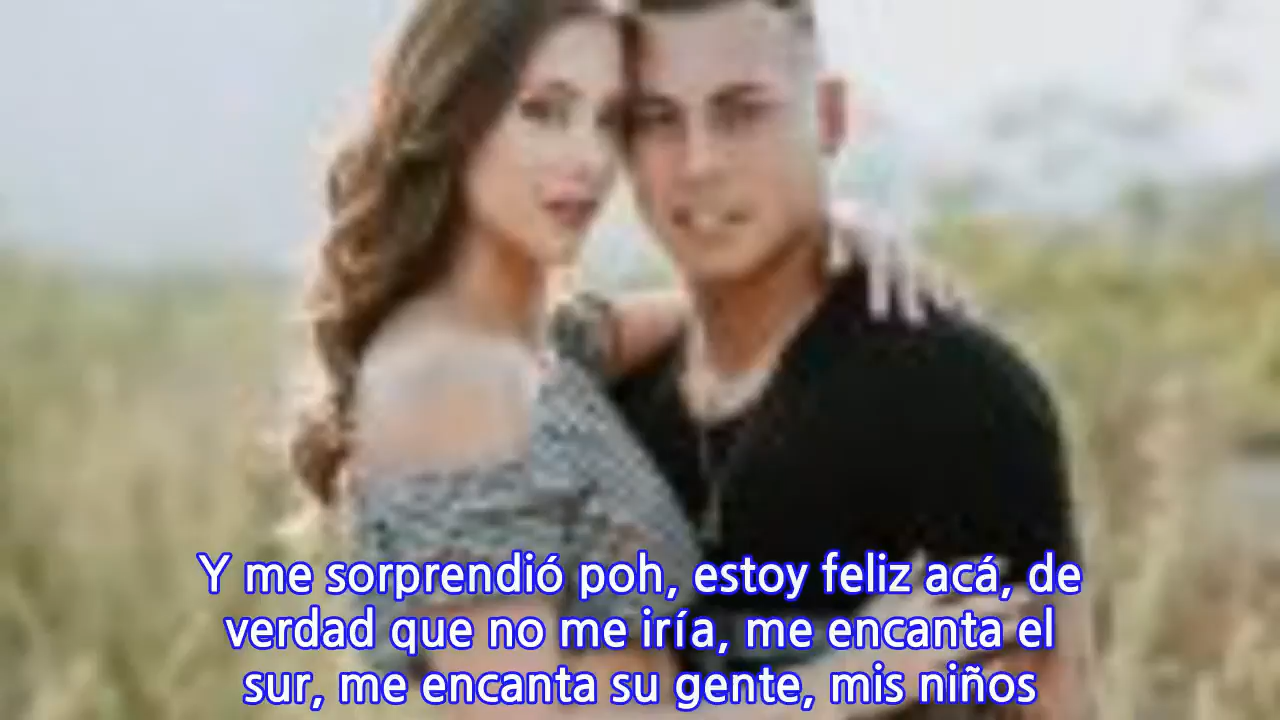 Y me sorprendió poh, estoy feliz acá, de
verdad que no me iría, me encanta el
sur, me encanta su gente, mis niños